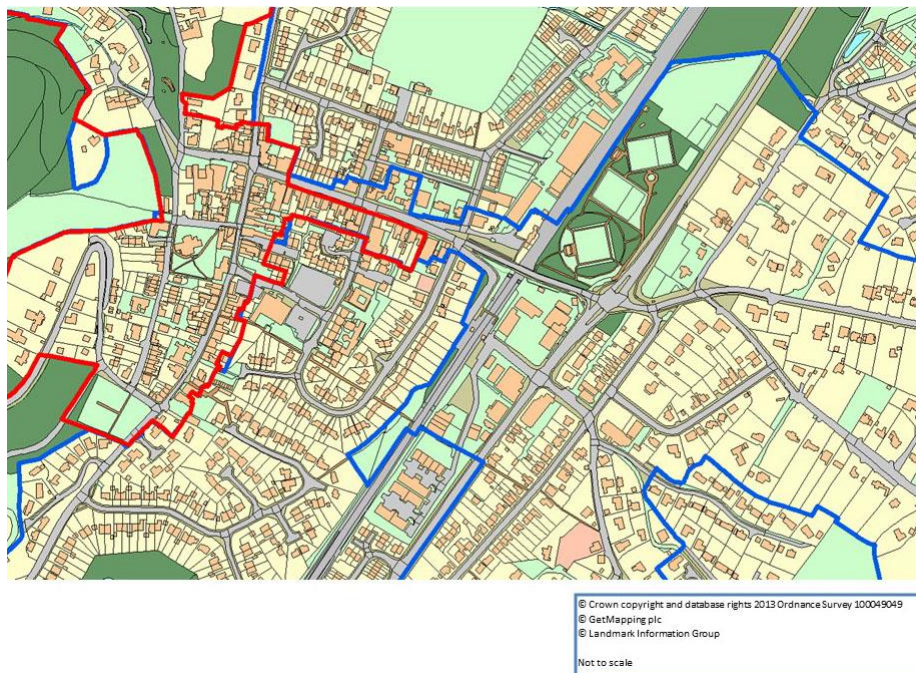 © Crown copyright and database rights 2013 Ordnance Survey 100049049
© GetMapping plc
© Landmark Information Group
Not to scale